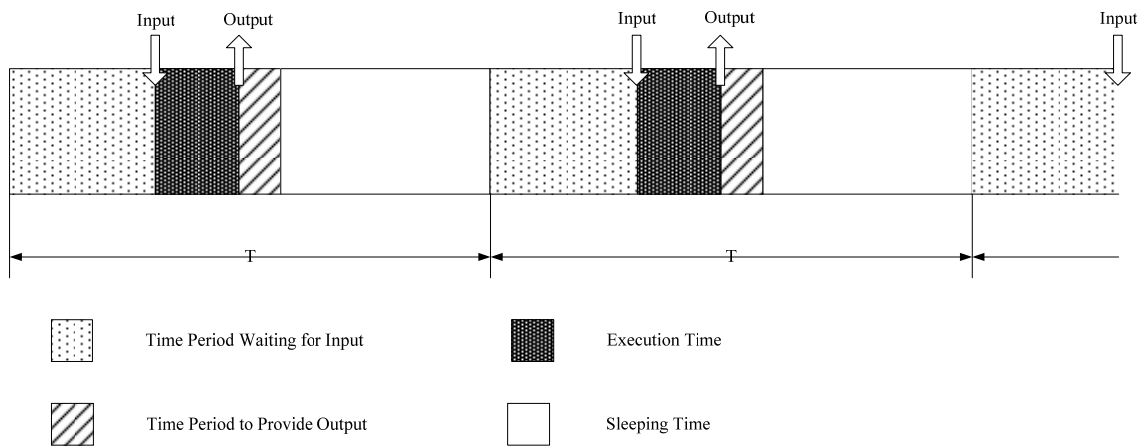 Input
Output
Input
Output
Input
T
T
Time Period Waiting for Input
Execution Time
Time Period to Provide Output
Sleeping Time